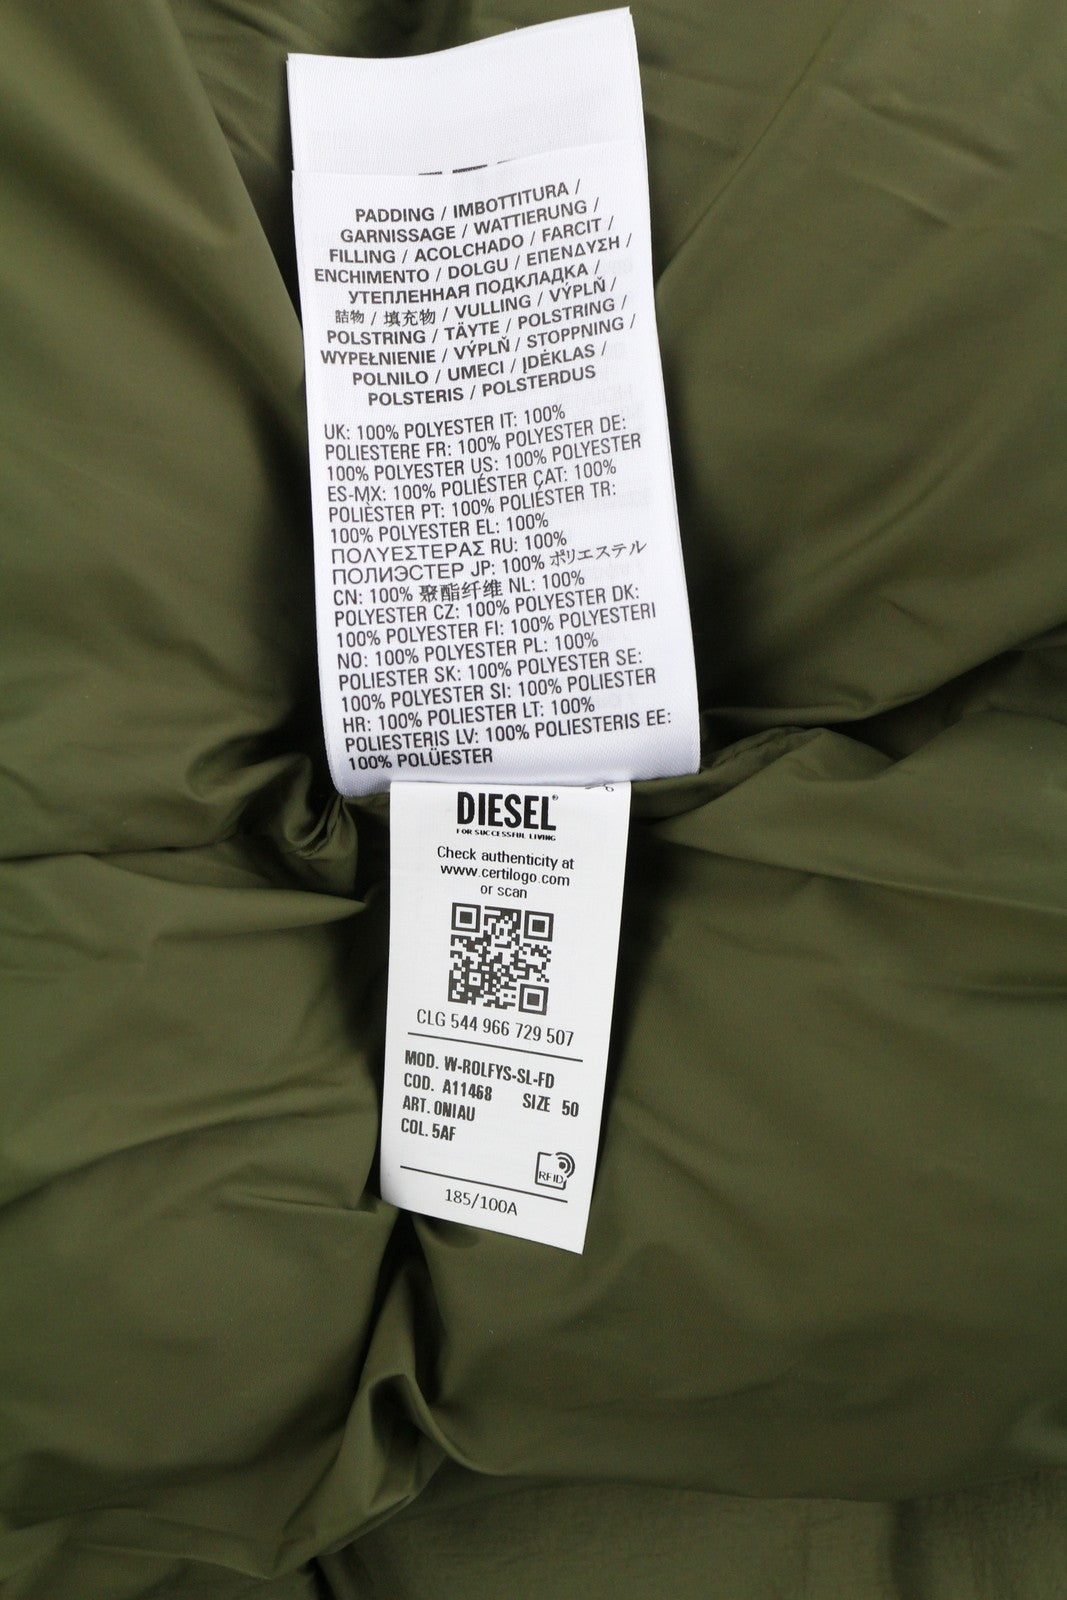 PADDING / IMBOTTITURA /
GARNISSAGE / WATTIERUNG /
FILLING / ACOLCHADO / FARCIT /
ENCHIMENTO / DOLGU / ΕΠΕΝΔΥΣΗ /
УТЕПЛЕННАЯ ПОДКЛАДКА /
詰物 / 填充物 / VULLING / VÝPLŇ /
POLSTRING / TÄYTE / POLSTRING /
WYPEŁNIENIE / VÝPLŇ / STOPPNING /
POLNILO / UMECI / ĮDĖKLAS /
POLSTERIS / POLSTERDUS
UK: 100% POLYESTER IT: 100%
POLIESTERE FR: 100% POLYESTER DE:
100% POLYESTER US: 100% POLYESTER
ES-MX: 100% POLIÉSTER CAT: 100%
POLIÈSTER PT: 100% POLIÉSTER TR:
100% POLYESTER EL: 100%
ΠΟΛΥΕΣΤΕΡΑΣ RU: 100%
ПОЛИЭСТЕР JP: 100% ポリエステル
CN: 100% 聚酯纤维 NL: 100%
POLYESTER CZ: 100% POLYESTER DK:
100% POLYESTER FI: 100% POLYESTERI
NO: 100% POLYESTER PL: 100%
POLIESTER SK: 100% POLYESTER SE:
100% POLYESTER SI: 100% POLIESTER
HR: 100% POLIESTER LT: 100%
POLIESTERIS LV: 100% POLIESTERIS EE:
100% POLÜESTER
DIESEL®
FOR SUCCESSFUL LIVING
Check authenticity at
www.certilogo.com
or scan
CLG 544 966 729 507
MOD. W-ROLFYS-SL-FD
COD. A11468 SIZE 50
ART. ONIAU
COL. 5AF
RFID
185/100A